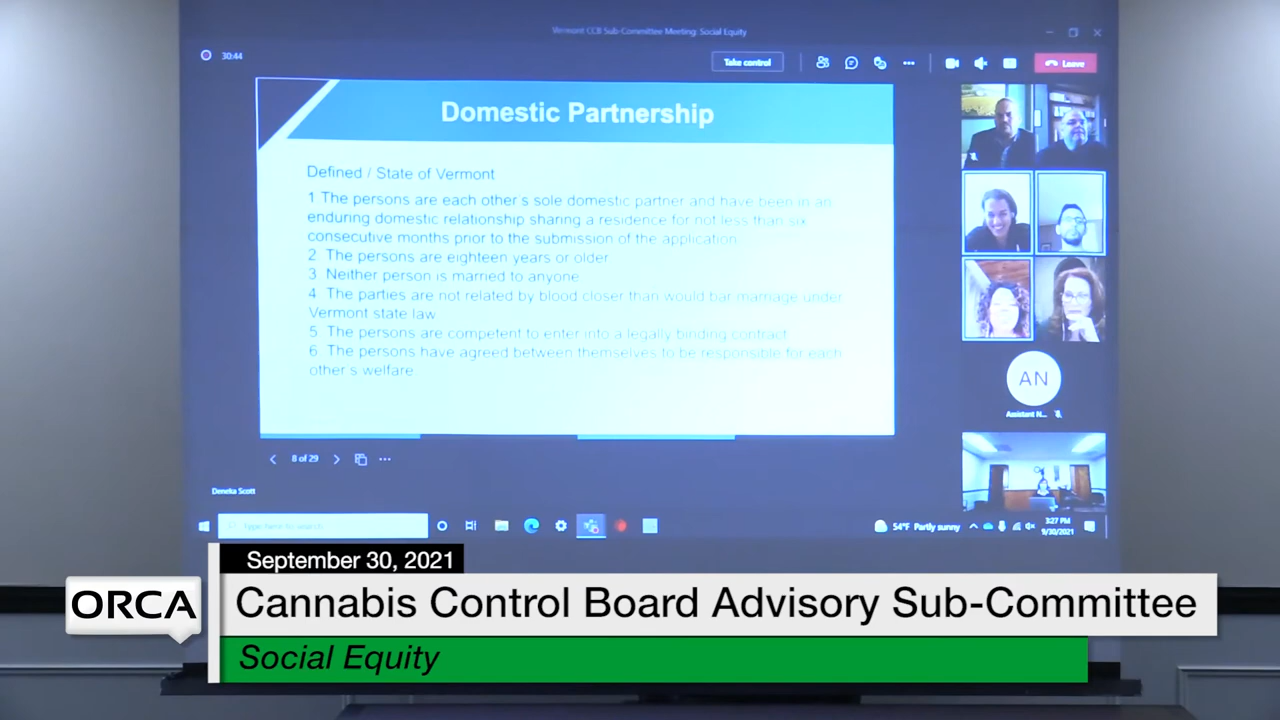 Vermont CCB Sub-Committee Meeting: Social Equity
30:44
Take control
Leave
Domestic Partnership
Defined / State of Vermont
1 The persons are each other's sole domestic partner and have been in an
enduring domestic relationship sharing a residence for not less than six
consecutive months prior to the submission of the application
2 The persons are eighteen years or older
3 Neither person is married to anyone
4 The parties are not related by blood closer than would bar marriage under
Vermont state law
5 The persons are competent to enter into a legally binding contract
6 The persons have agreed between themselves to be responsible for each
other s welfare
AN
Assistant N...
8 of 29
Deneka Scott
Type here to search
54°F Partly sunny
3:27 PM
9/30/2021
September 30, 2021
ORCA
Cannabis Control Board Advisory Sub-Committee
Social Equity